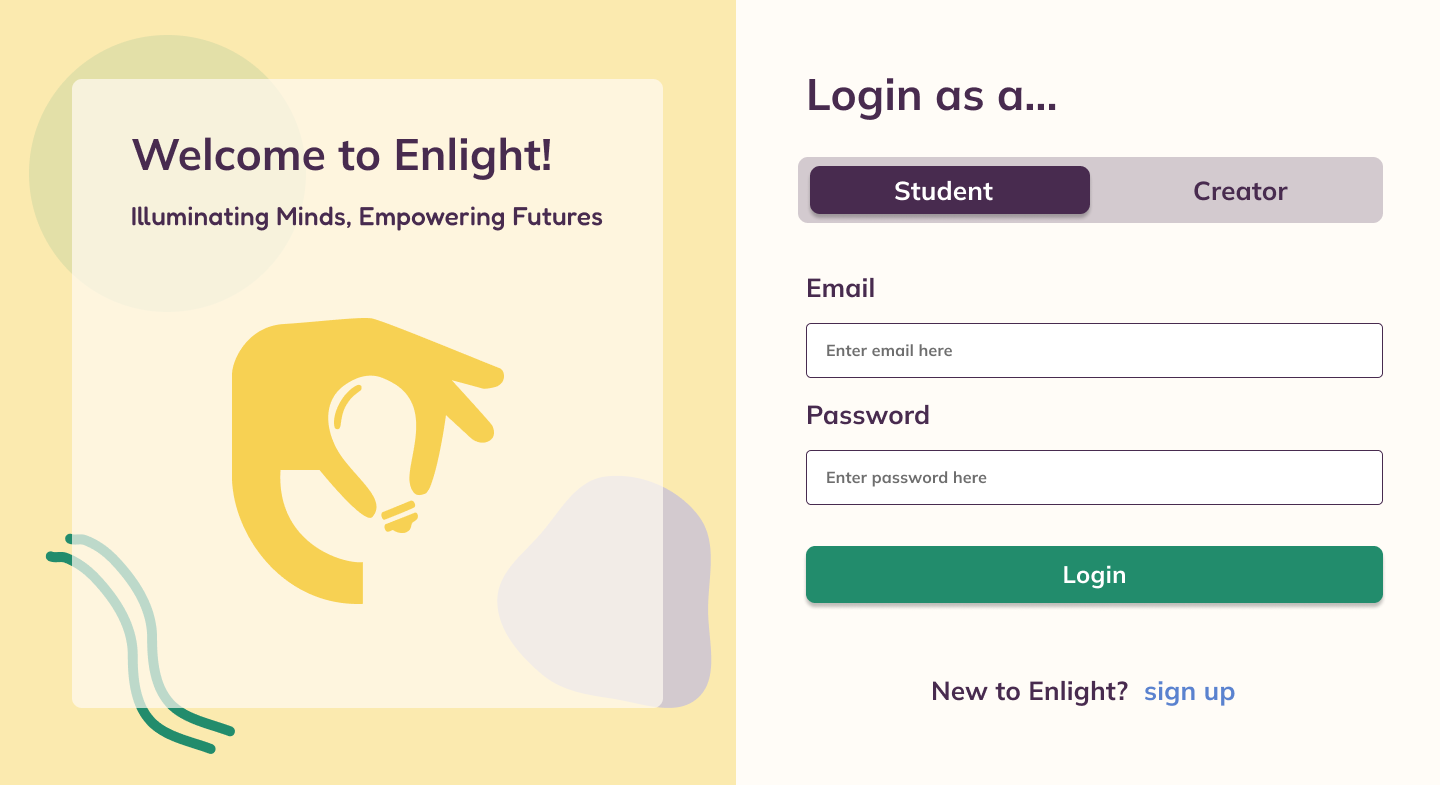 Welcome to Enlight!
Illuminating Minds, Empowering Futures
Login as a...
Student
Creator
Email
Enter email here
Password
Enter password here
Login
New to Enlight? sign up